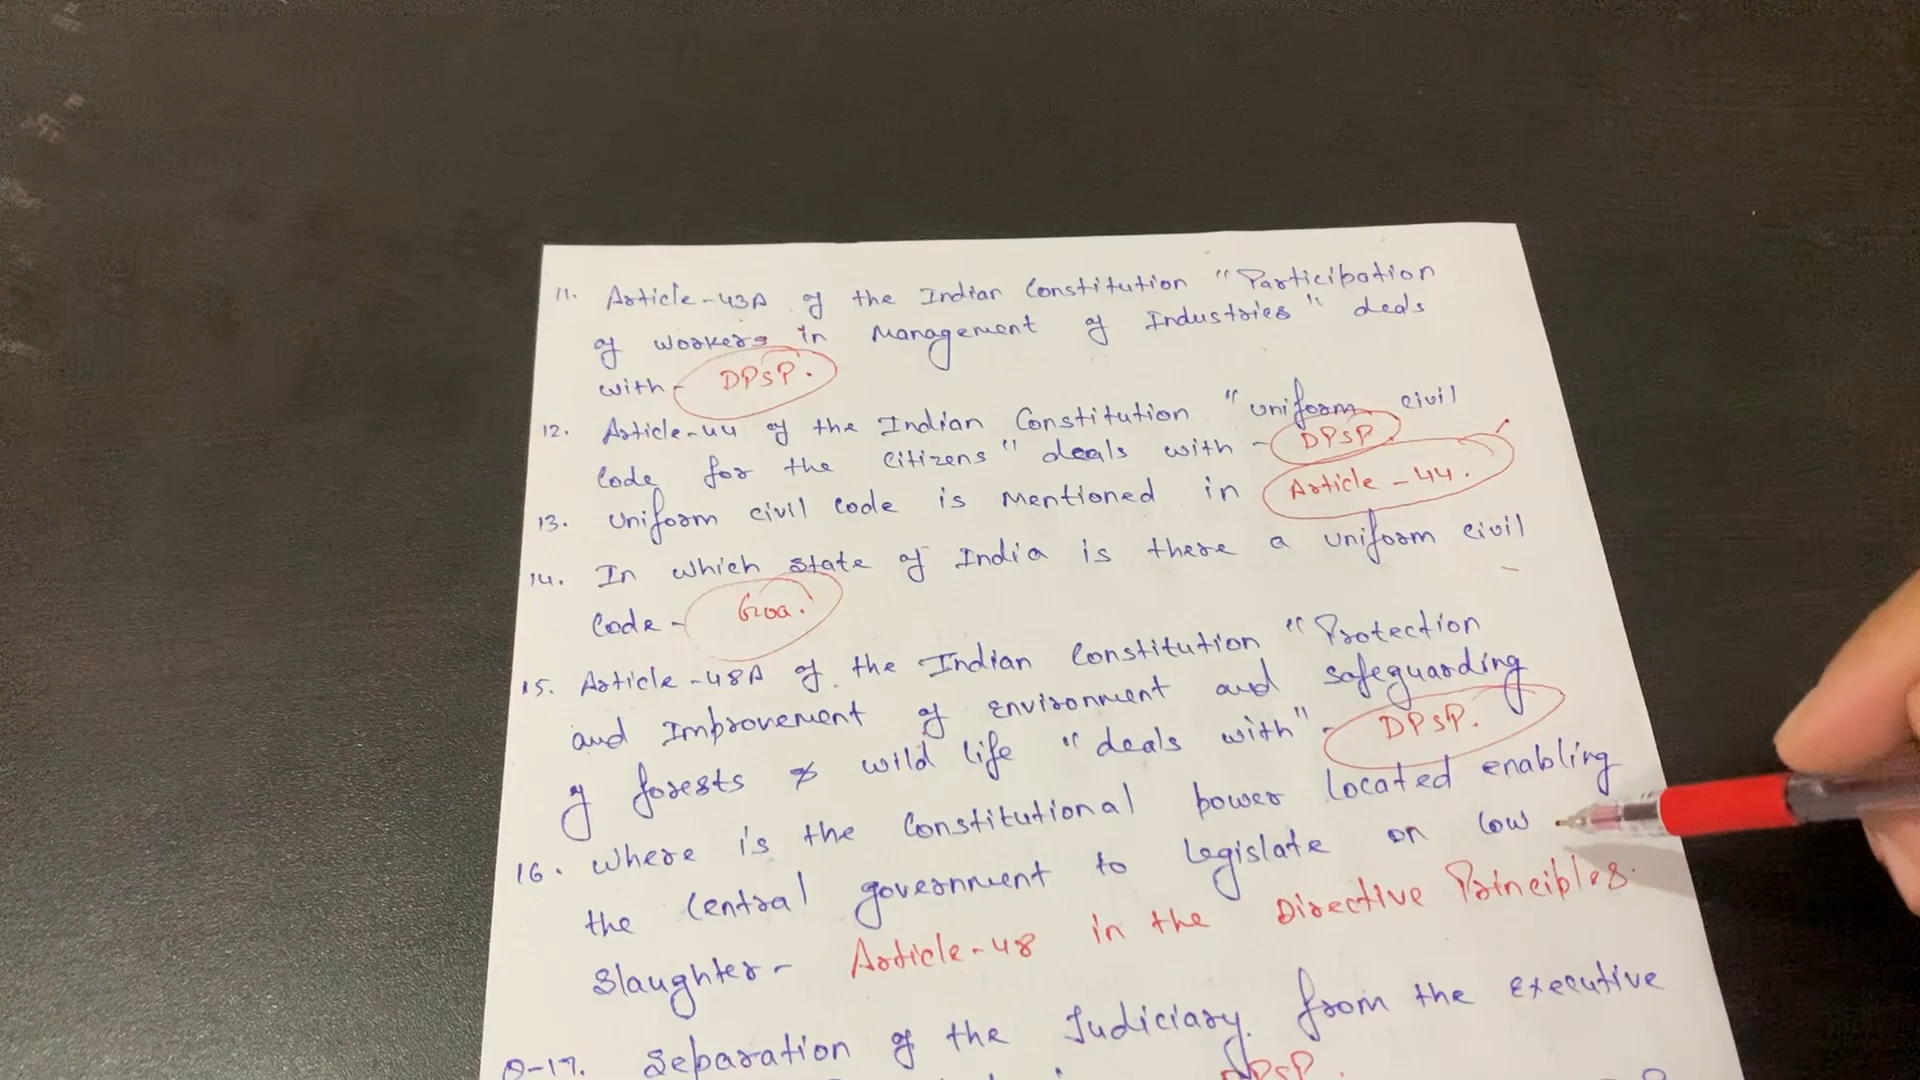 11. Article-43A of the Indian Constitution "Participation
of workers in Management of Industries" deals
with- DPSP.
12. Article-44 of the Indian Constitution "uniform civil
Code for the citizens" deals with - DPSP.
13. uniform civil code is mentioned in Article-44.
14. In which state of India is there a uniform civil
Code- Goa.
15. Article-48A of the Indian Constitution "Protection
and Improvement of environment and safeguarding
of forests & wild life "deals with" - DPSP.
16. Where is the Constitutional power located enabling
the Central government to legislate on Cow
Slaughter- Article-48 in the Directive Principles.
Q-17. Separation of the Judiciary from the executive
DPSP.